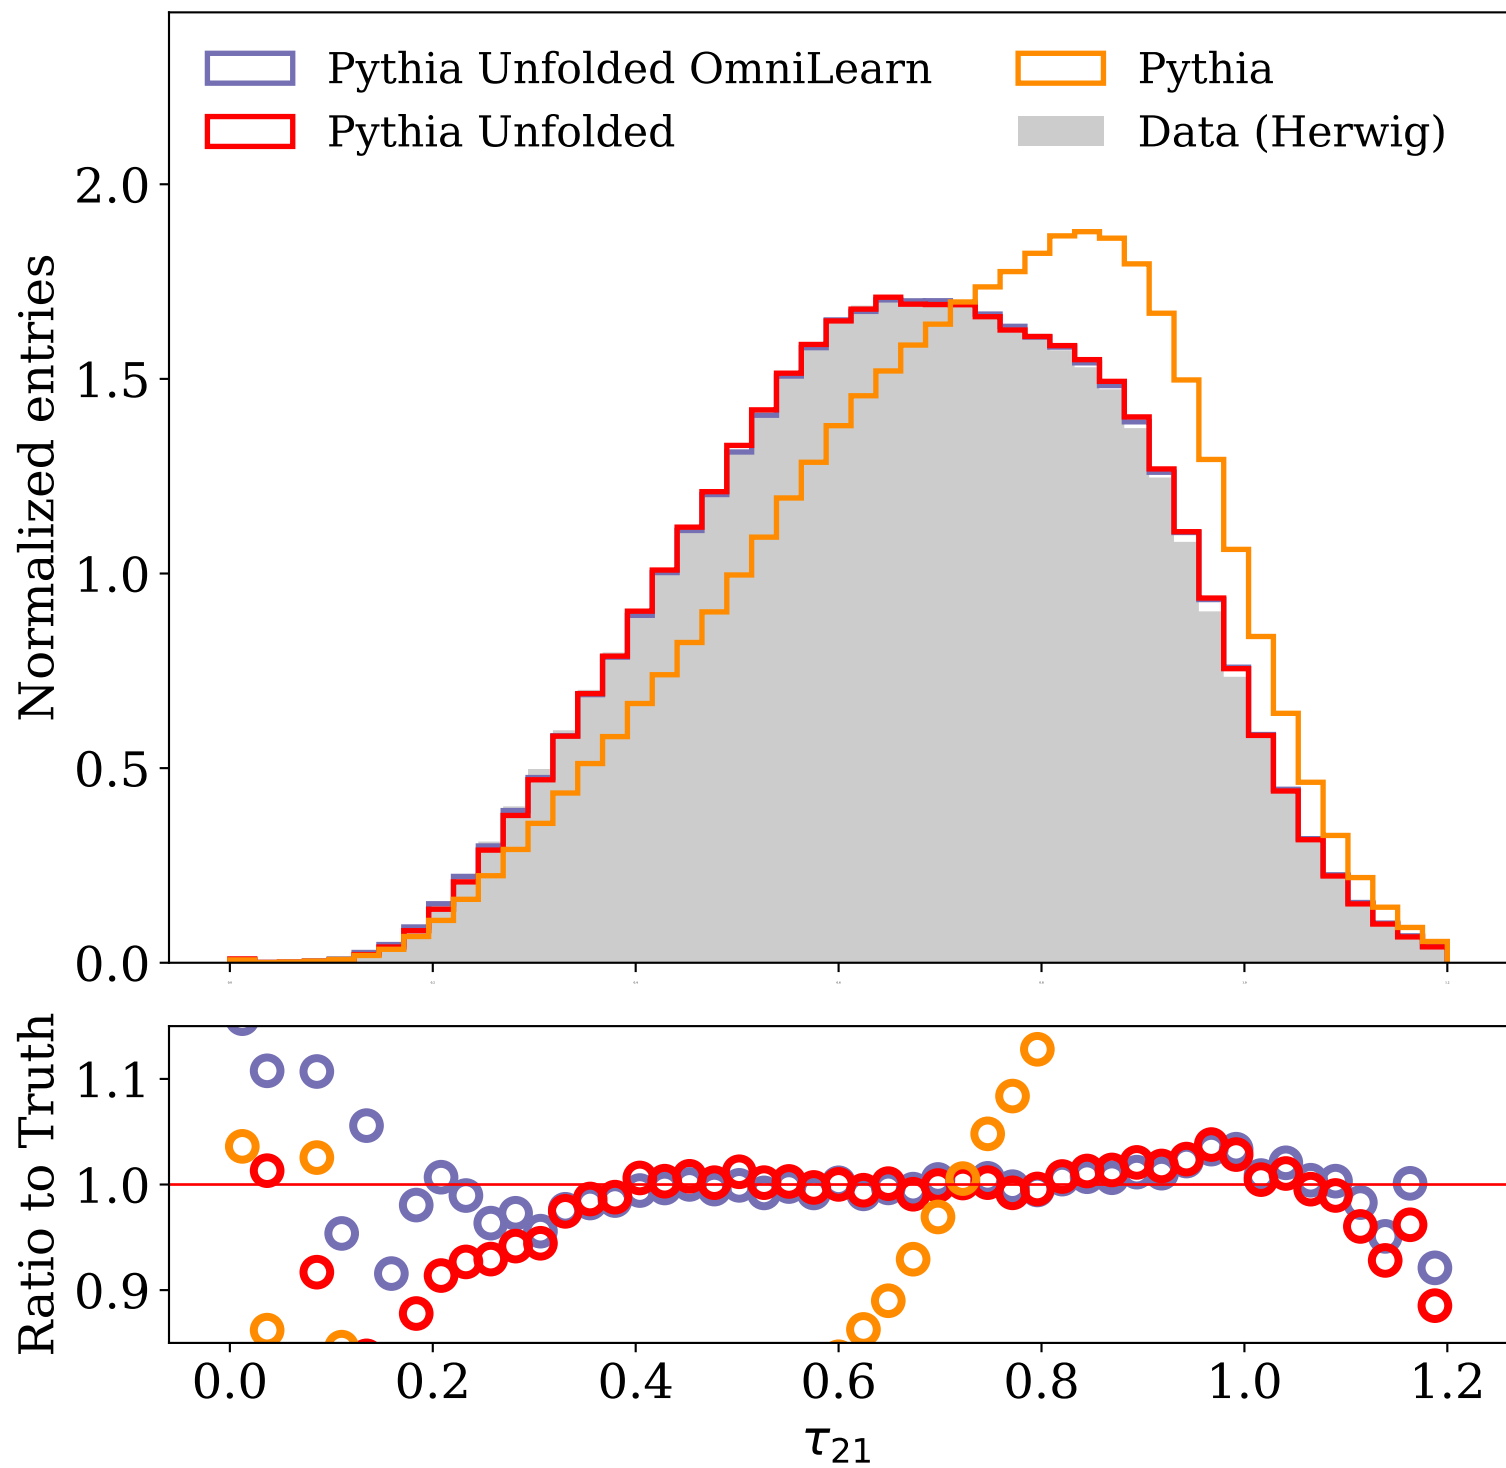 Pythia Unfolded OmniLearn
Pythia Unfolded
Pythia
Data (Herwig)
Normalized entries
2.0
1.5
1.0
0.5
0.0
Ratio to Truth
1.1
1.0
0.9
0.0 0.2 0.4 0.6 0.8 1.0 1.2
τ₂₁